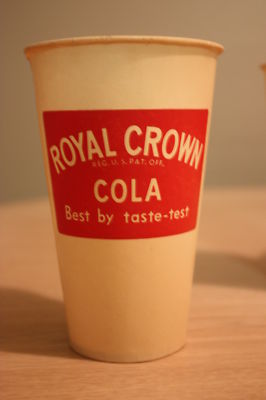 ROYAL CROWN
REG. U. S. PAT. OFF.
COLA
Best by taste-test